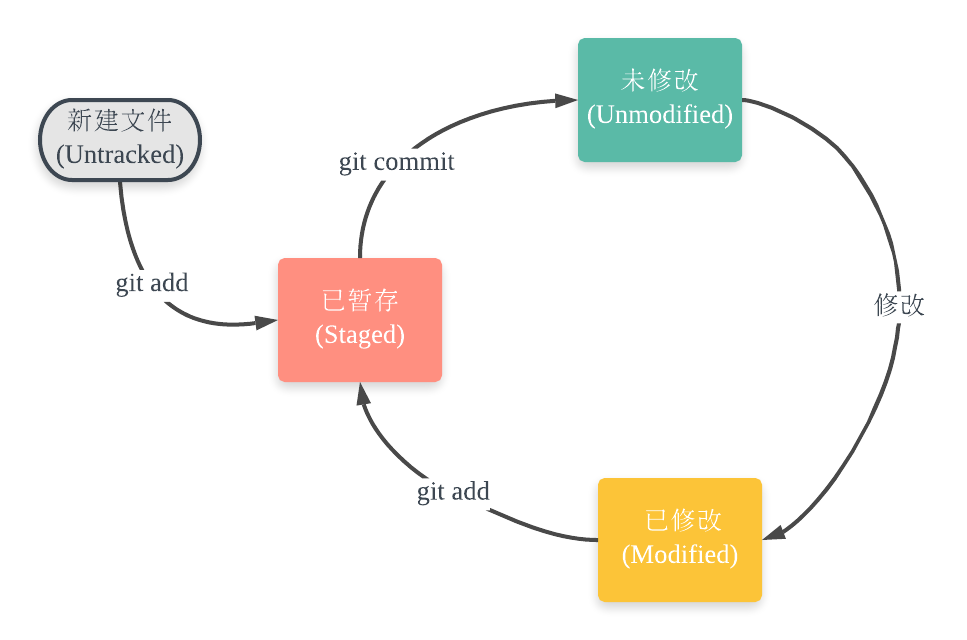 未修改
(Unmodified)
新建文件
(Untracked)
git commit
git add
已暂存
(Staged)
修改
git add
已修改
(Modified)